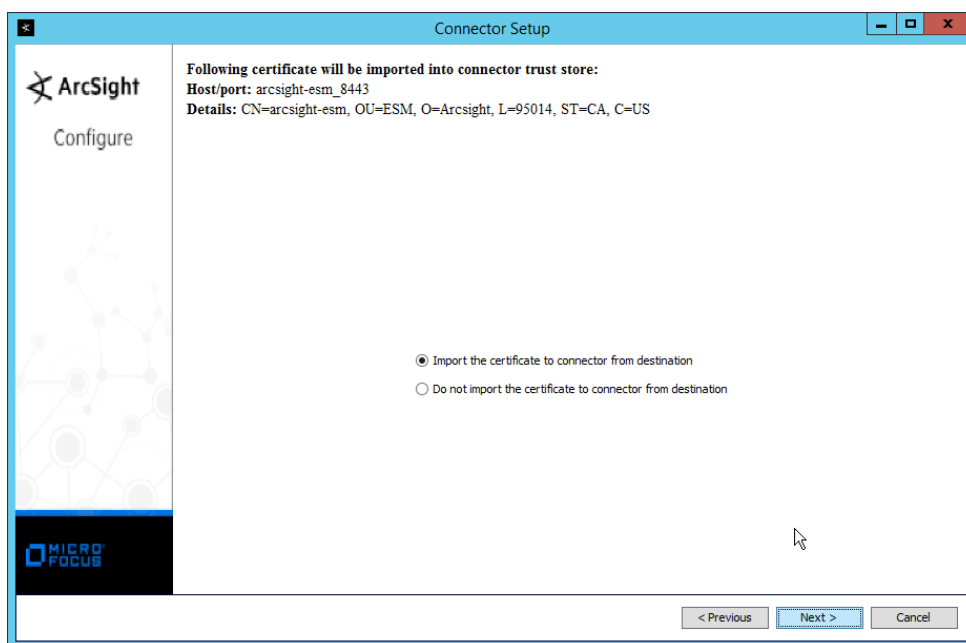 Connector Setup
ArcSight
Configure
Following certificate will be imported into connector trust store:
Host/port: arcsight-esm_8443
Details: CN=arcsight-esm, OU=ESM, O=Arcsight, L=95014, ST=CA, C=US
Import the certificate to connector from destination
Do not import the certificate to connector from destination
MICRO
FOCUS
< Previous
Next >
Cancel